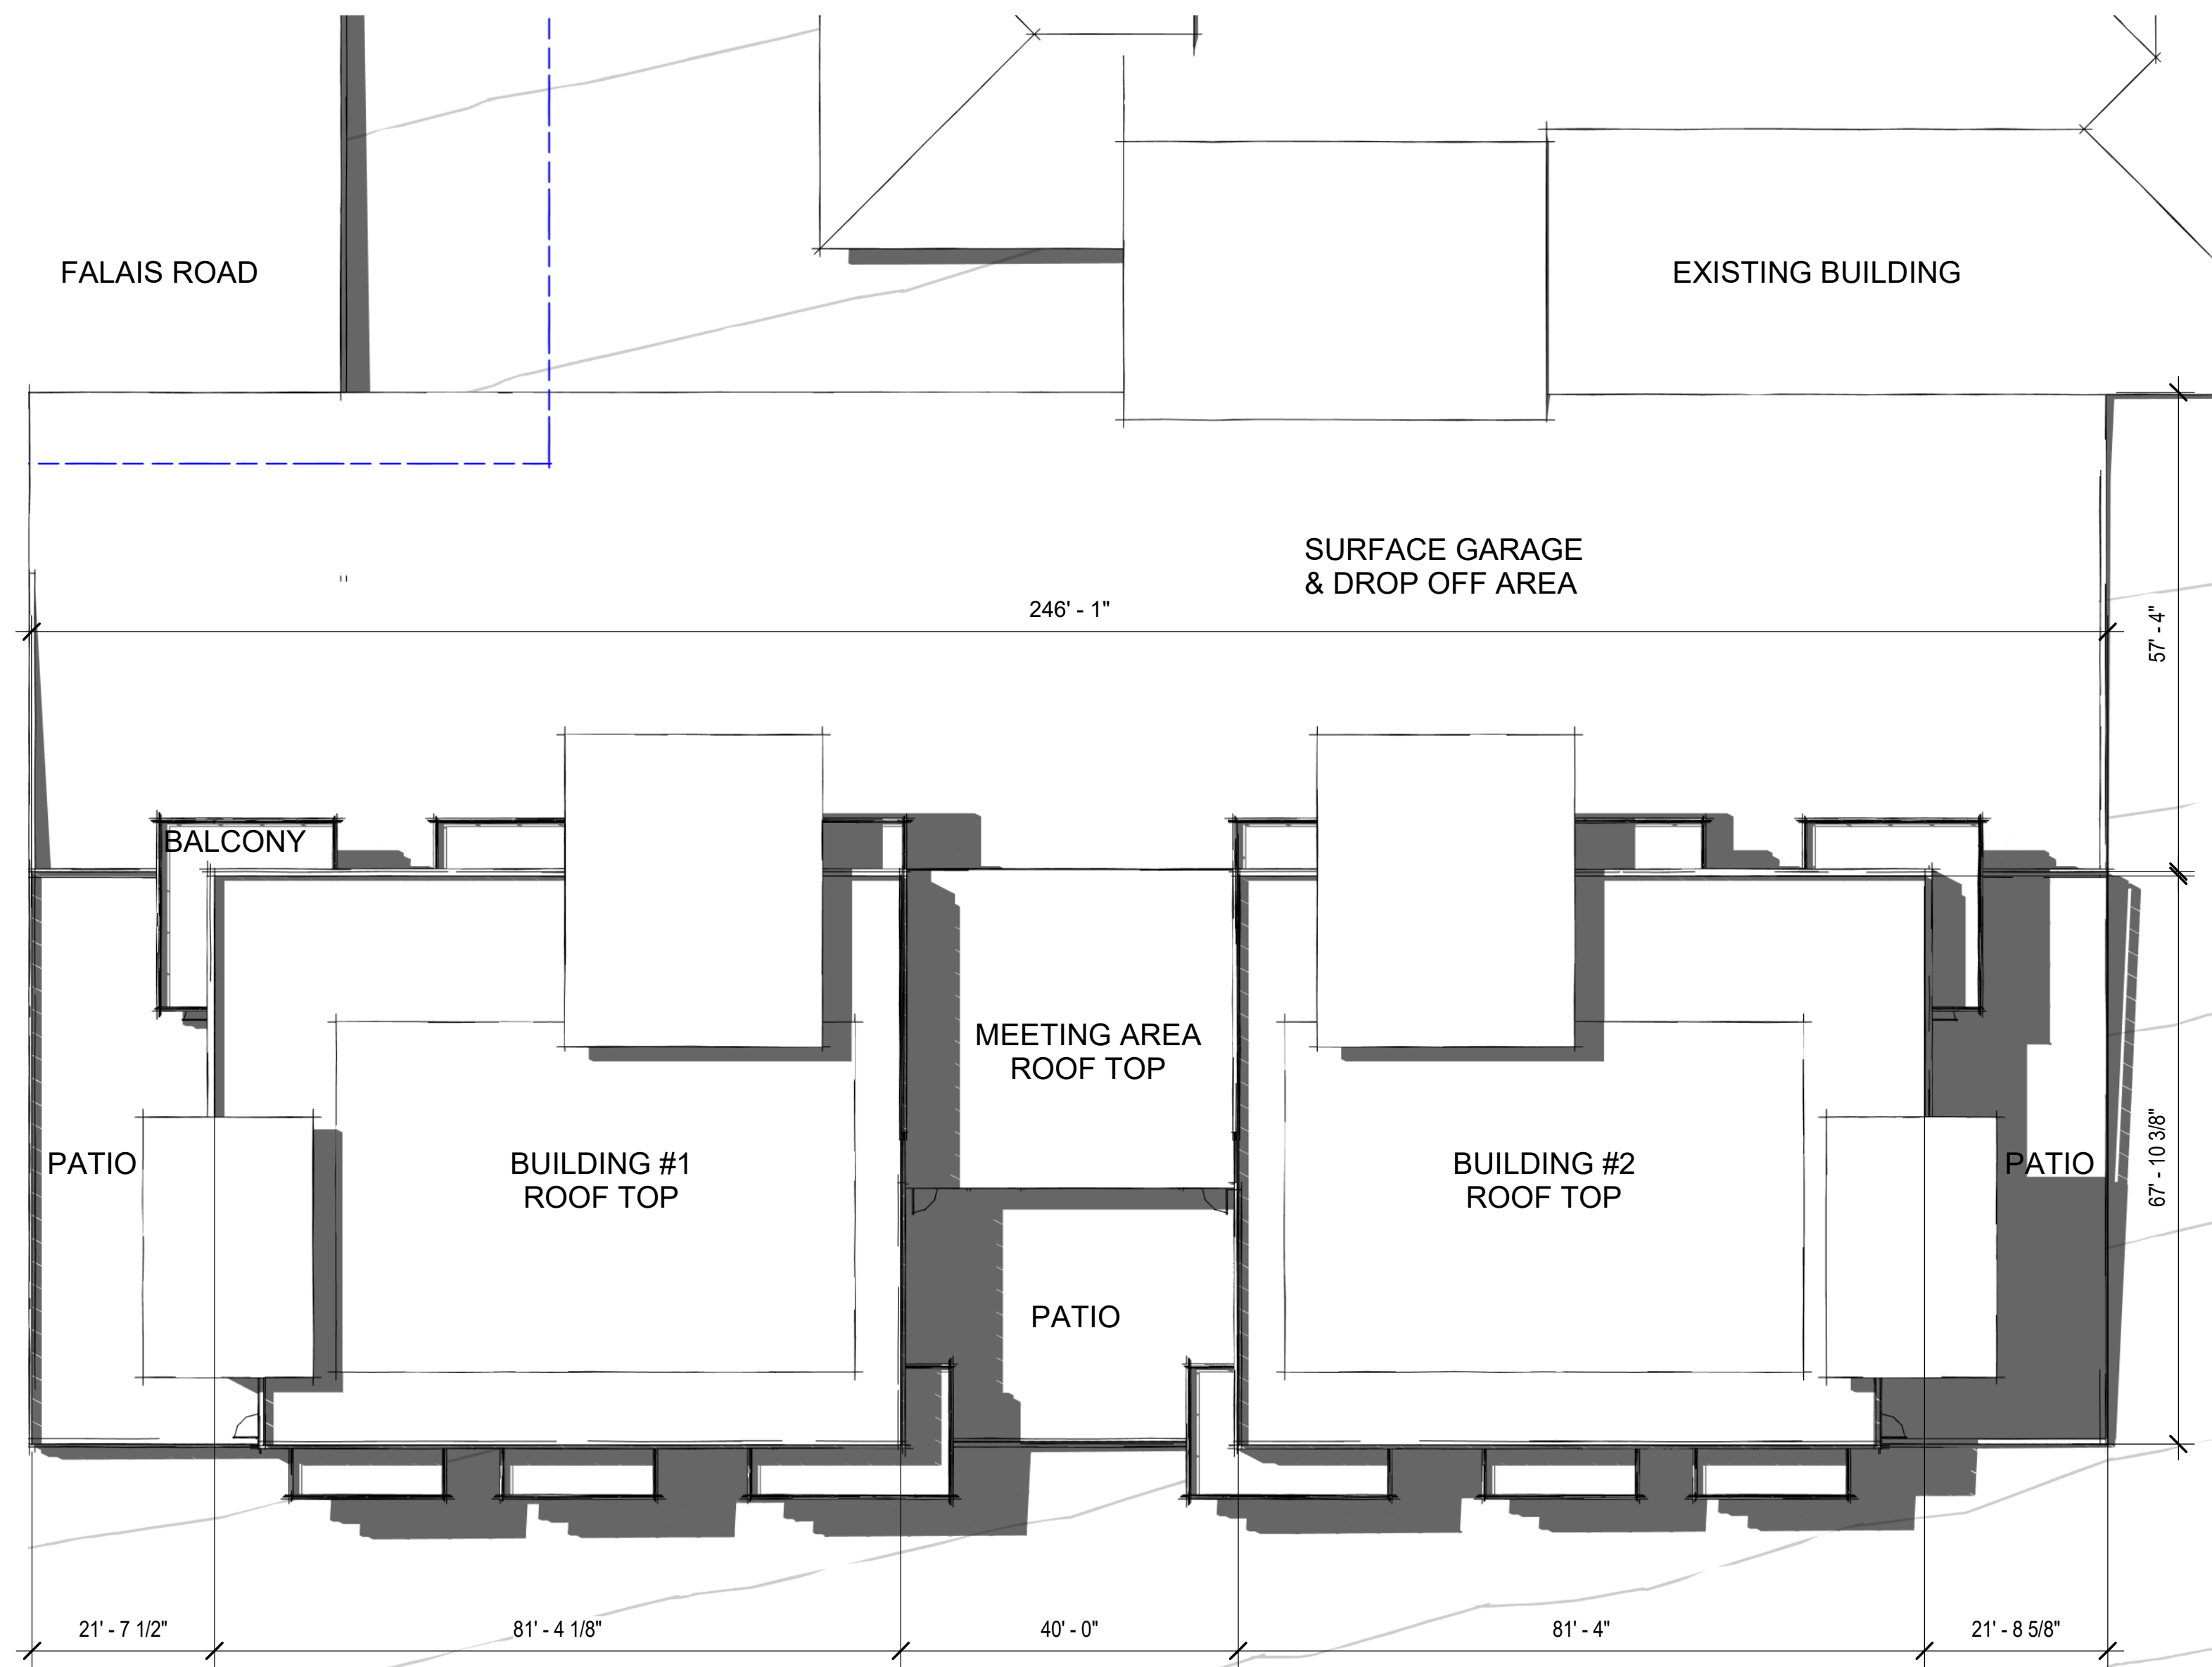 FALAIS ROAD
EXISTING BUILDING
SURFACE GARAGE
& DROP OFF AREA
246' - 1"
57' - 4"
BALCONY
MEETING AREA
ROOF TOP
PATIO
BUILDING #1
ROOF TOP
BUILDING #2
ROOF TOP
PATIO
67' - 10 3/8"
PATIO
21' - 7 1/2"
81' - 4 1/8"
40' - 0"
81' - 4"
21' - 8 5/8"